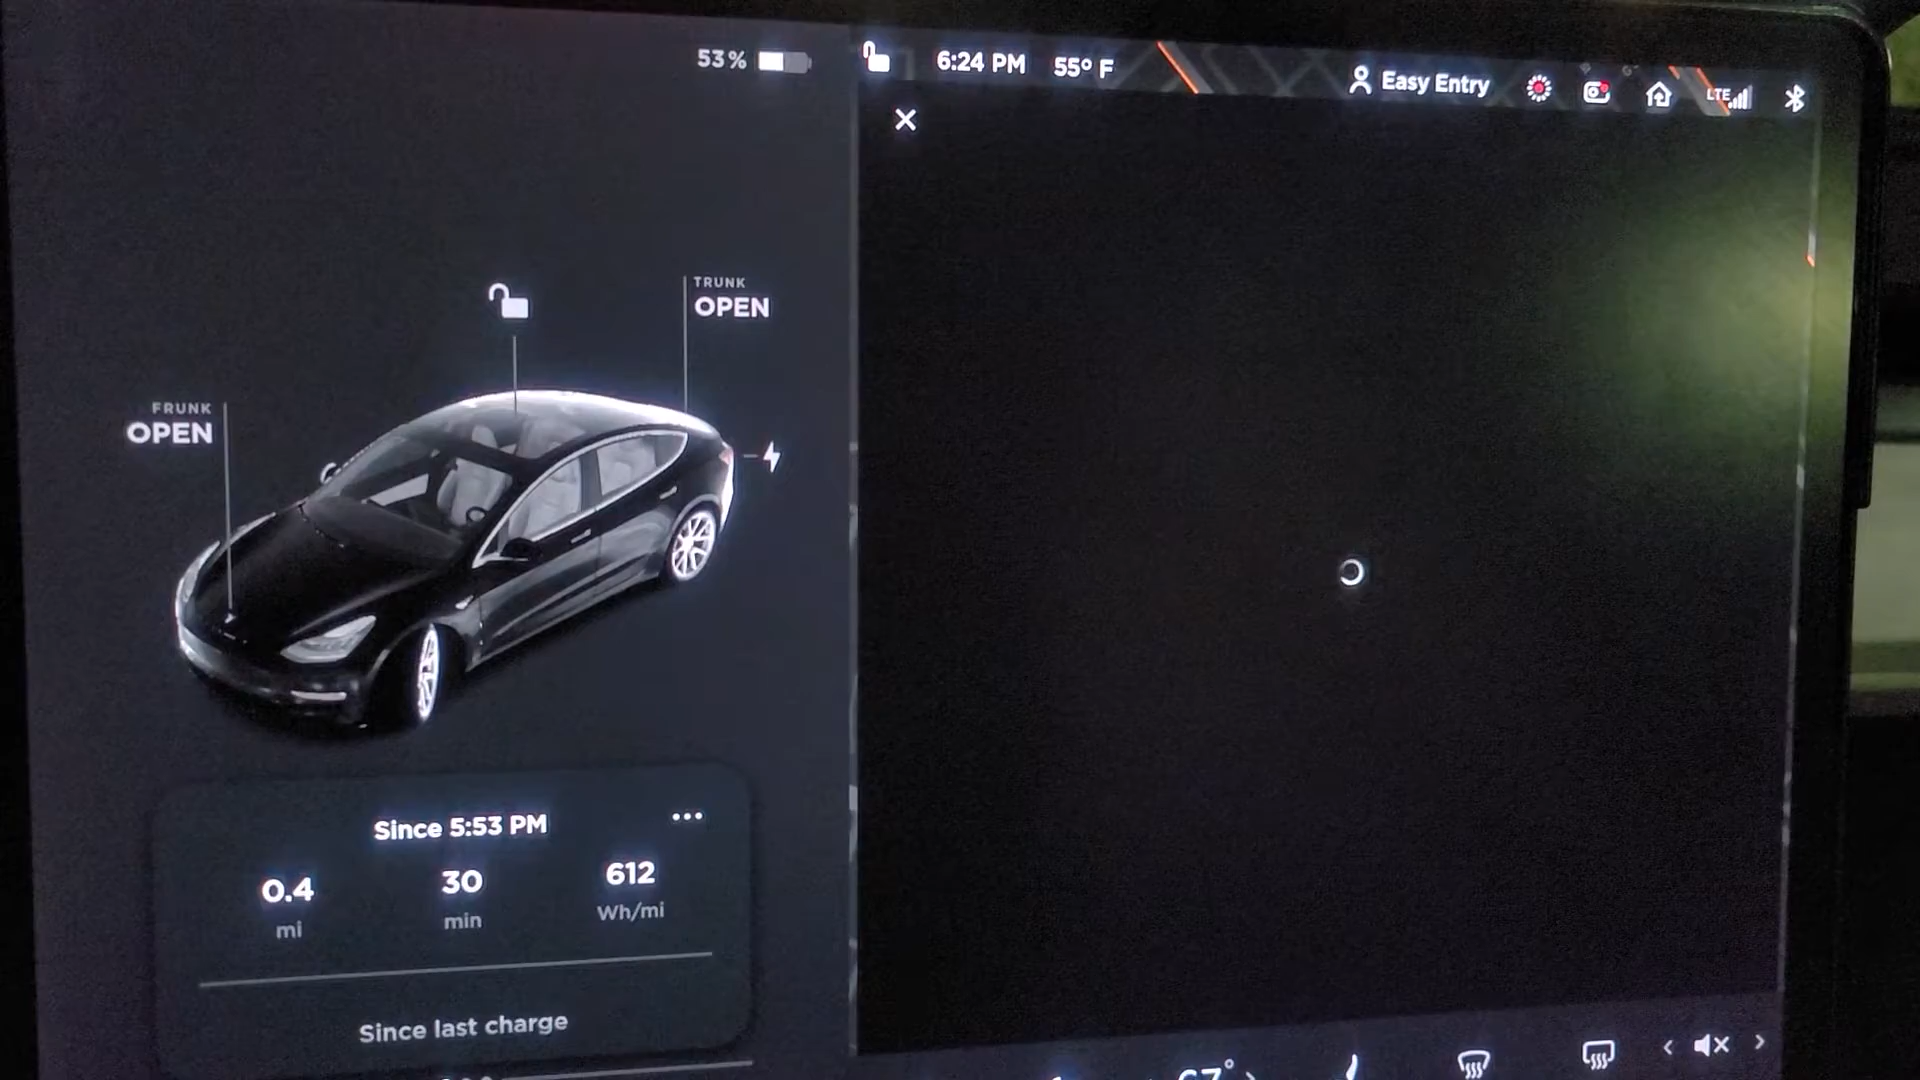 53%
6:24 PM
55° F
Easy Entry
LTE
TRUNK
OPEN
FRUNK
OPEN
Since 5:53 PM
0.4
30
612
mi
min
Wh/mi
Since last charge
67°